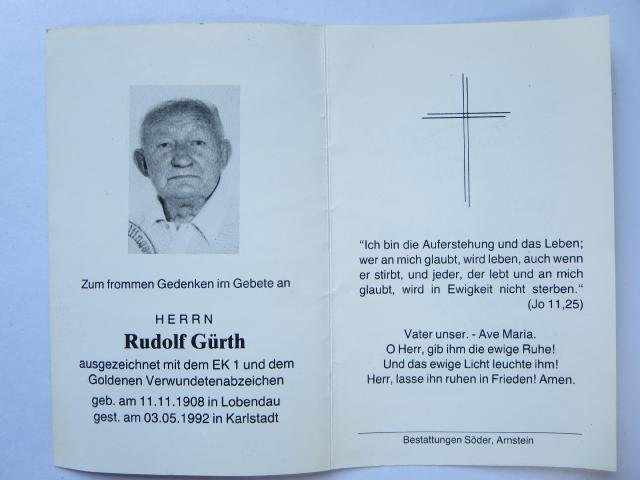 Zum frommen Gedenken im Gebete an
HERRN
Rudolf Gürth
ausgezeichnet mit dem EK 1 und dem
Goldenen Verwundetenabzeichen
geb. am 11.11.1908 in Lobendau
gest. am 03.05.1992 in Karlstadt
“Ich bin die Auferstehung und das Leben;
wer an mich glaubt, wird leben, auch wenn
er stirbt, und jeder, der lebt und an mich
glaubt, wird in Ewigkeit nicht sterben.“
(Jo 11,25)
Vater unser. - Ave Maria.
O Herr, gib ihm die ewige Ruhe!
Und das ewige Licht leuchte ihm!
Herr, lasse ihn ruhen in Frieden! Amen.
Bestattungen Söder, Arnstein